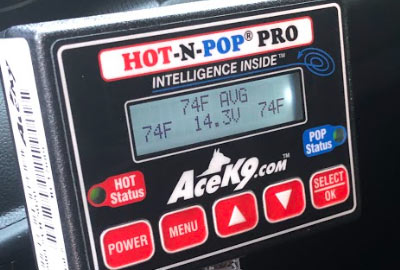 HOT-N-POP® PRO
INTELLIGENCE INSIDE™
74F AVG
74F 14.3V 74F
HOT Status
POP Status
AceK9.com™
POWER
MENU
SELECT/OK
AceK9